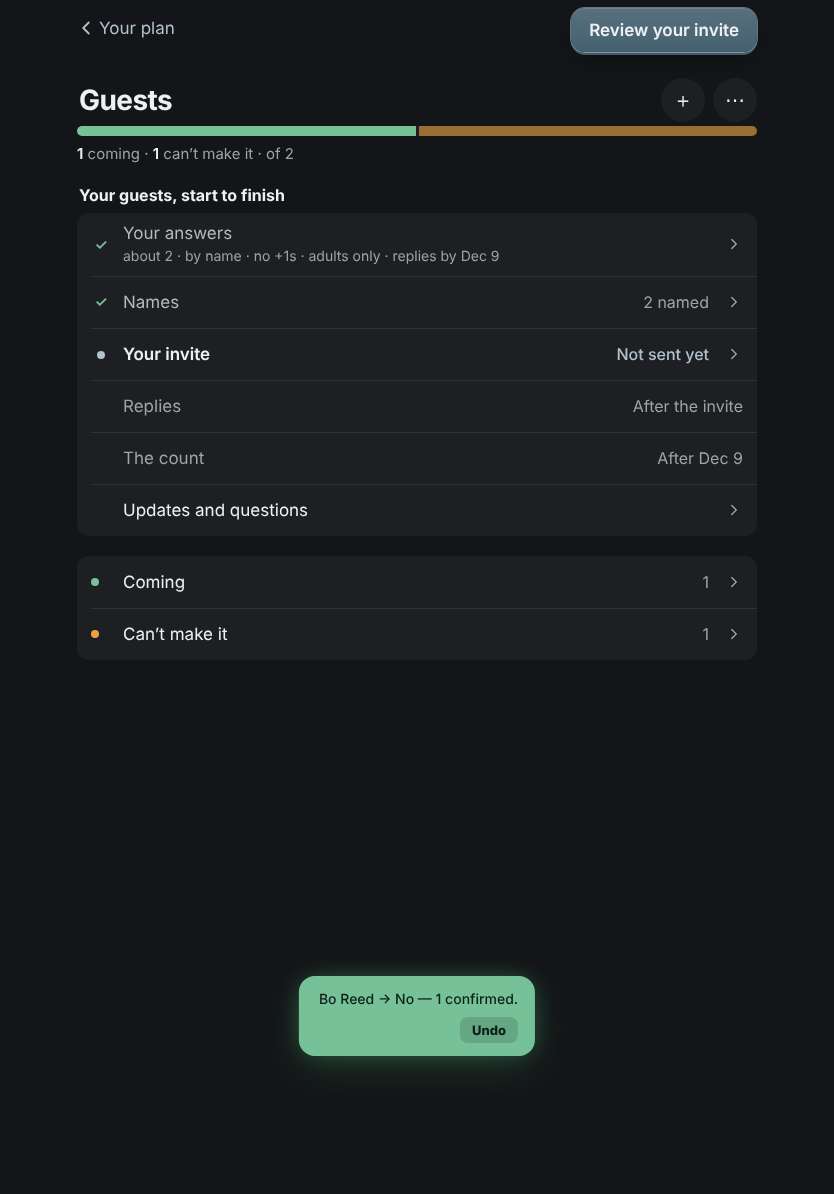 Your plan
Review your invite
Guests
1 coming · 1 can’t make it · of 2
Your guests, start to finish
Your answers
about 2 · by name · no +1s · adults only · replies by Dec 9
Names 2 named
Your invite Not sent yet
Replies After the invite
The count After Dec 9
Updates and questions
Coming 1
Can’t make it 1
Bo Reed → No — 1 confirmed.
Undo